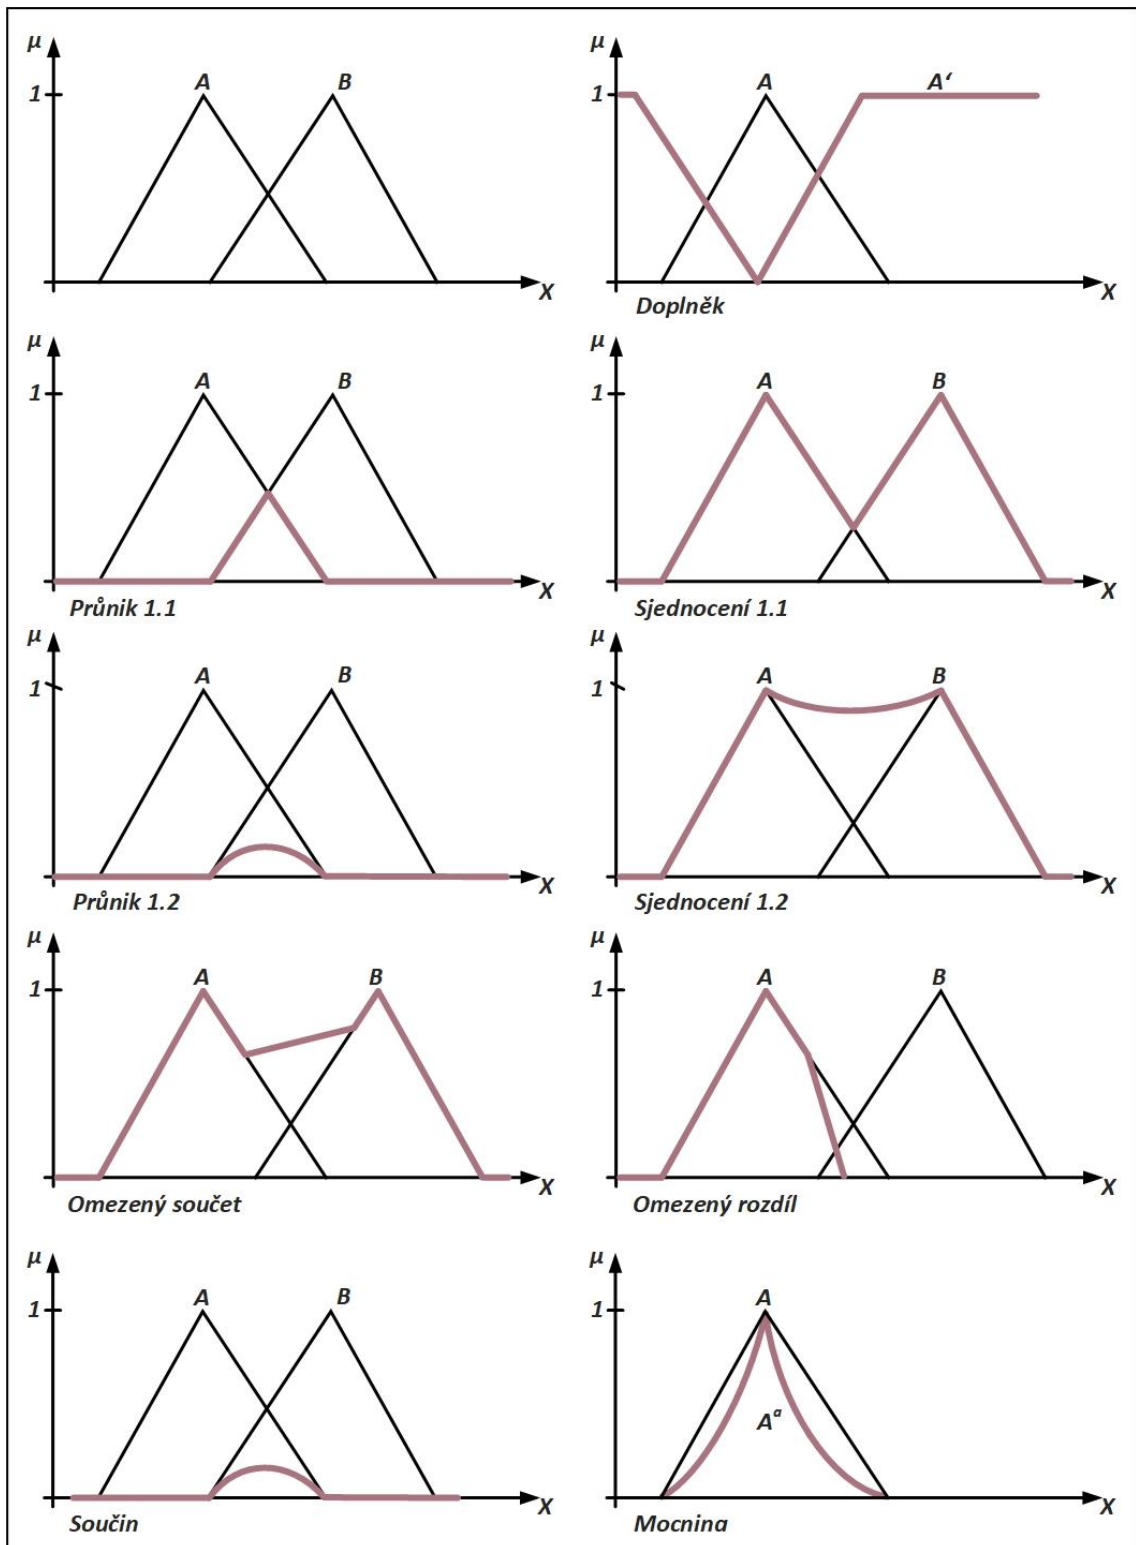 μ
1
A B
X
μ
1
A A‘
X
Doplněk
μ
1
A B
X
Průnik 1.1
μ
1
A B
X
Sjednocení 1.1
μ
1
A B
X
Průnik 1.2
μ
1
A B
X
Sjednocení 1.2
μ
1
A B
X
Omezený součet
μ
1
A B
X
Omezený rozdíl
μ
1
A B
X
Součin
μ
1
A
Aᵃ
X
Mocnina